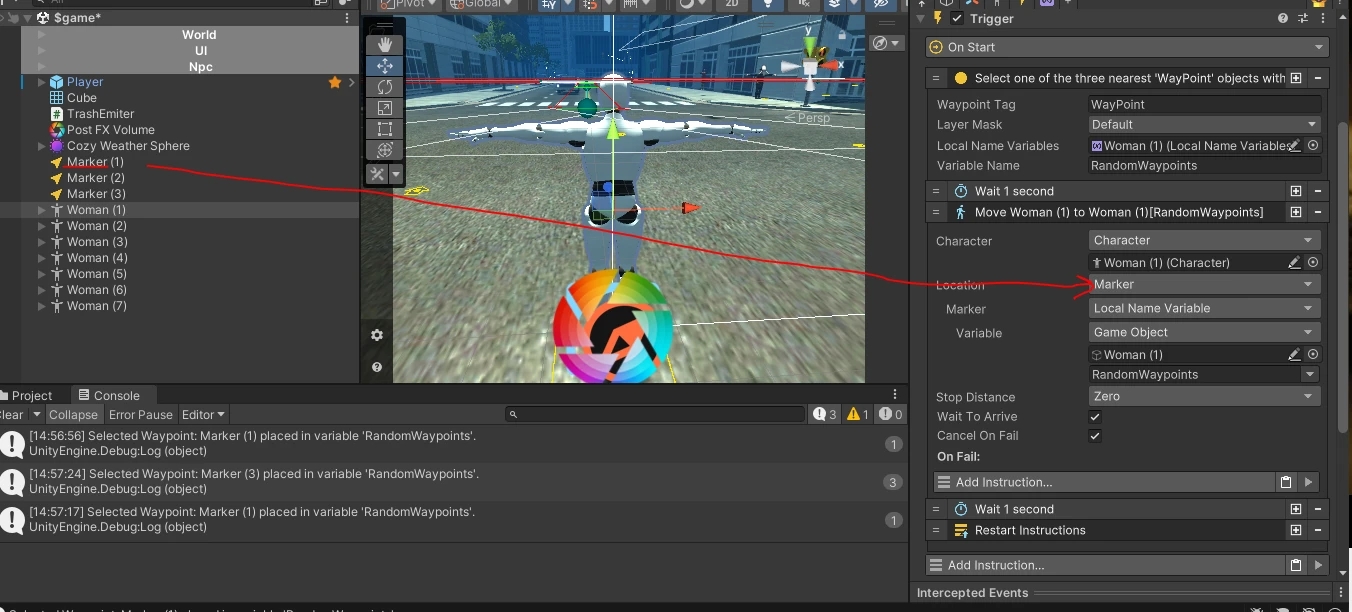 All
Pivot
Global
2D
$game*
World
UI
Npc
Player
Cube
TrashEmiter
Post FX Volume
Cozy Weather Sphere
Marker (1)
Marker (2)
Marker (3)
Woman (1)
Woman (2)
Woman (3)
Woman (4)
Woman (5)
Woman (6)
Woman (7)
y
x
Persp
Trigger
On Start
Select one of the three nearest 'WayPoint' objects with
Waypoint Tag WayPoint
Layer Mask Default
Local Name Variables Woman (1) (Local Name Variables
Variable Name RandomWaypoints
Wait 1 second
Move Woman (1) to Woman (1)[RandomWaypoints]
Character Character
Woman (1) (Character)
Location Marker
Marker Local Name Variable
Variable Game Object
Woman (1)
RandomWaypoints
Stop Distance Zero
Wait To Arrive
Cancel On Fail
On Fail:
Add Instruction...
Wait 1 second
Restart Instructions
Add Instruction...
Intercepted Events
Project Console
lear Collapse Error Pause Editor 3 1 0
[14:56:56] Selected Waypoint: Marker (1) placed in variable 'RandomWaypoints'.
UnityEngine.Debug:Log (object)
1
[14:57:24] Selected Waypoint: Marker (3) placed in variable 'RandomWaypoints'.
UnityEngine.Debug:Log (object)
3
[14:57:17] Selected Waypoint: Marker (1) placed in variable 'RandomWaypoints'.
UnityEngine.Debug:Log (object)
1